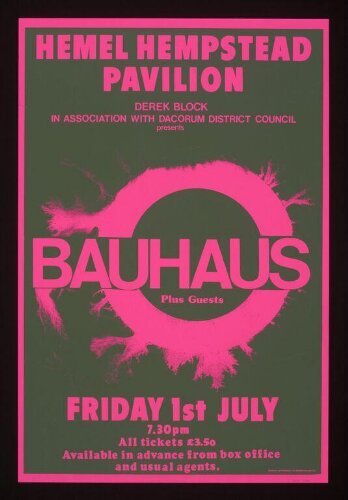 HEMEL HEMPSTEAD
PAVILION
DEREK BLOCK
IN ASSOCIATION WITH DACORUM DISTRICT COUNCIL
presents
BAUHAUS
Plus Guests
FRIDAY 1st JULY
7.30pm
All tickets £3.50
Available in advance from box office
and usual agents.